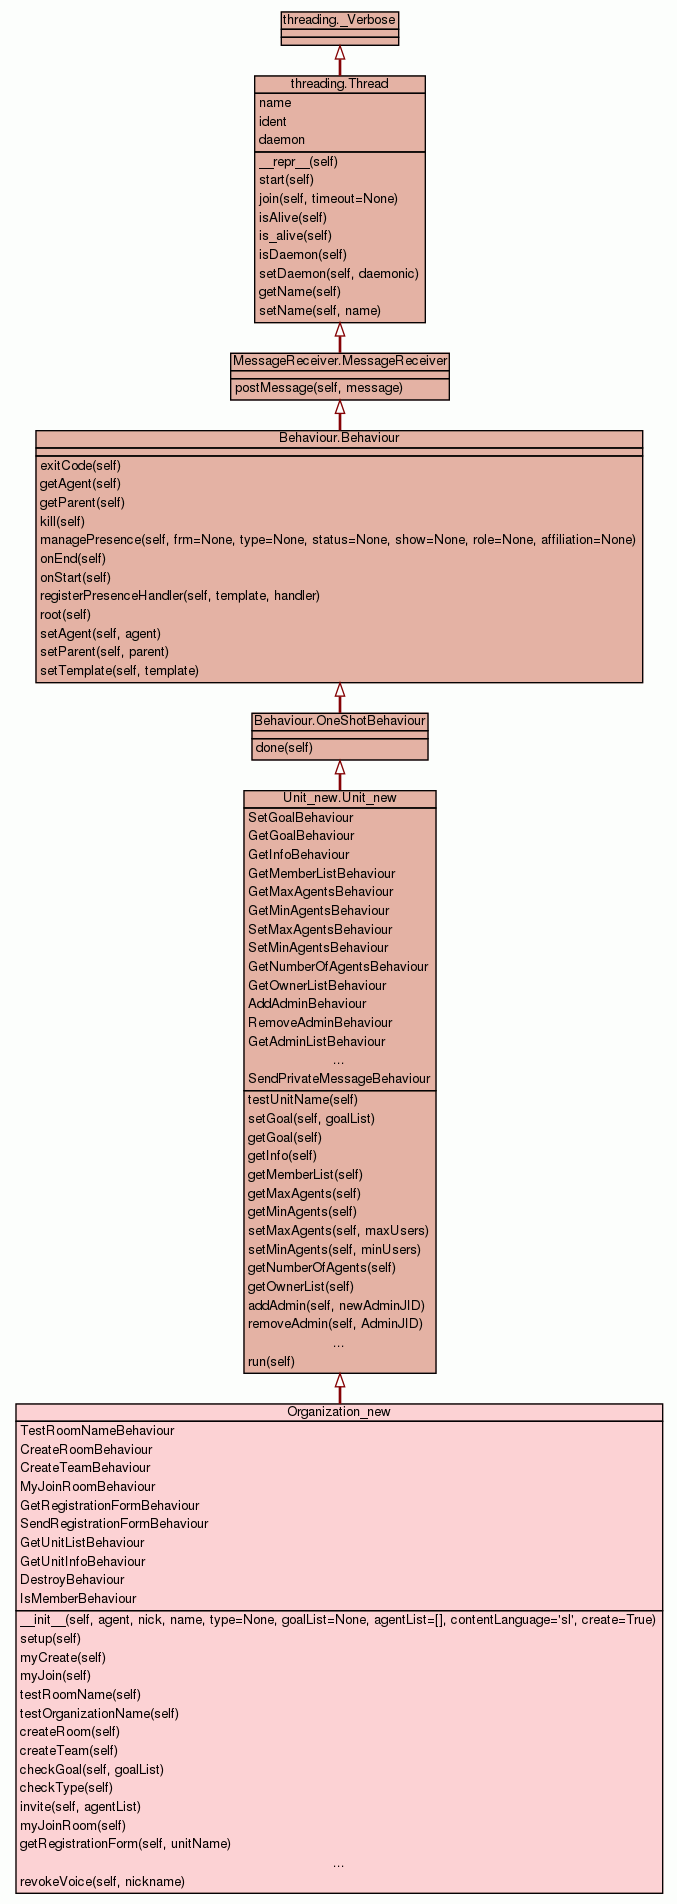 threading._Verbose
threading.Thread
name
ident
daemon
__repr__(self)
start(self)
join(self, timeout=None)
isAlive(self)
is_alive(self)
isDaemon(self)
setDaemon(self, daemonic)
getName(self)
setName(self, name)
MessageReceiver.MessageReceiver
postMessage(self, message)
Behaviour.Behaviour
exitCode(self)
getAgent(self)
getParent(self)
kill(self)
managePresence(self, frm=None, type=None, status=None, show=None, role=None, affiliation=None)
onEnd(self)
onStart(self)
registerPresenceHandler(self, template, handler)
root(self)
setAgent(self, agent)
setParent(self, parent)
setTemplate(self, template)
Behaviour.OneShotBehaviour
done(self)
Unit_new.Unit_new
SetGoalBehaviour
GetGoalBehaviour
GetInfoBehaviour
GetMemberListBehaviour
GetMaxAgentsBehaviour
GetMinAgentsBehaviour
SetMaxAgentsBehaviour
SetMinAgentsBehaviour
GetNumberOfAgentsBehaviour
GetOwnerListBehaviour
AddAdminBehaviour
RemoveAdminBehaviour
GetAdminListBehaviour
...
SendPrivateMessageBehaviour
testUnitName(self)
setGoal(self, goalList)
getGoal(self)
getInfo(self)
getMemberList(self)
getMaxAgents(self)
getMinAgents(self)
setMaxAgents(self, maxUsers)
setMinAgents(self, minUsers)
getNumberOfAgents(self)
getOwnerList(self)
addAdmin(self, newAdminJID)
removeAdmin(self, AdminJID)
...
run(self)
Organization_new
TestRoomNameBehaviour
CreateRoomBehaviour
CreateTeamBehaviour
MyJoinRoomBehaviour
GetRegistrationFormBehaviour
SendRegistrationFormBehaviour
GetUnitListBehaviour
GetUnitInfoBehaviour
DestroyBehaviour
IsMemberBehaviour
__init__(self, agent, nick, name, type=None, goalList=None, agentList=[], contentLanguage='sl', create=True)
setup(self)
myCreate(self)
myJoin(self)
testRoomName(self)
testOrganizationName(self)
createRoom(self)
createTeam(self)
checkGoal(self, goalList)
checkType(self)
invite(self, agentList)
myJoinRoom(self)
getRegistrationForm(self, unitName)
...
revokeVoice(self, nickname)